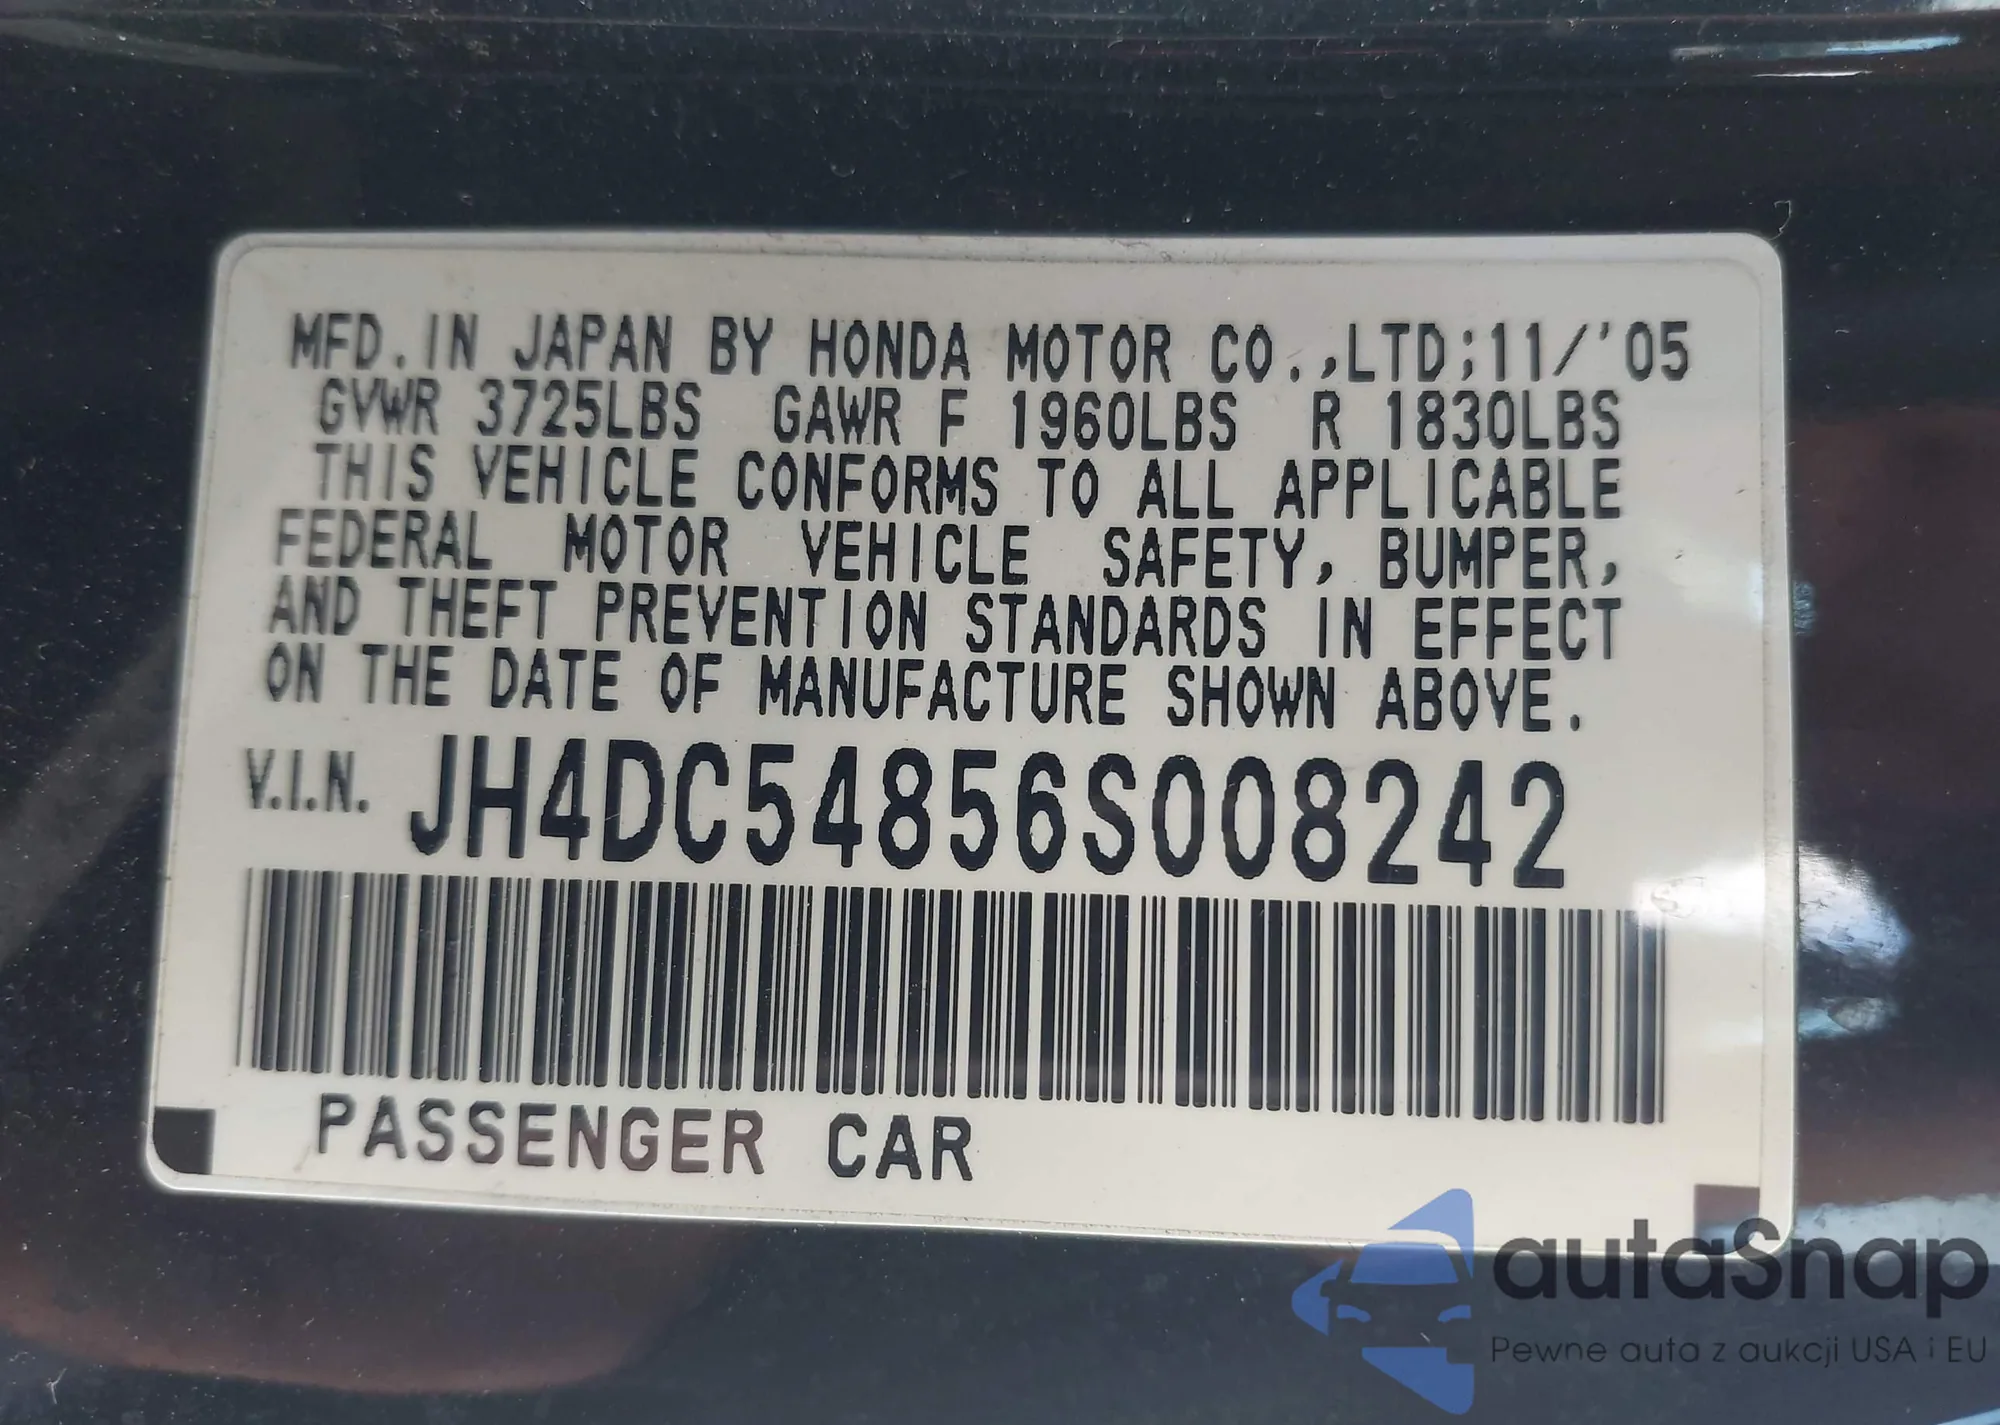 MFD. IN JAPAN BY HONDA MOTOR CO.,LTD;11/'05
GVWR 3725LBS GAWR F 1960LBS R 1830LBS
THIS VEHICLE CONFORMS TO ALL APPLICABLE
FEDERAL MOTOR VEHICLE SAFETY, BUMPER,
AND THEFT PREVENTION STANDARDS IN EFFECT
ON THE DATE OF MANUFACTURE SHOWN ABOVE.
V.I.N. JH4DC54856S008242
PASSENGER CAR
autaSnap
Pewne auta z aukcji USA i EU